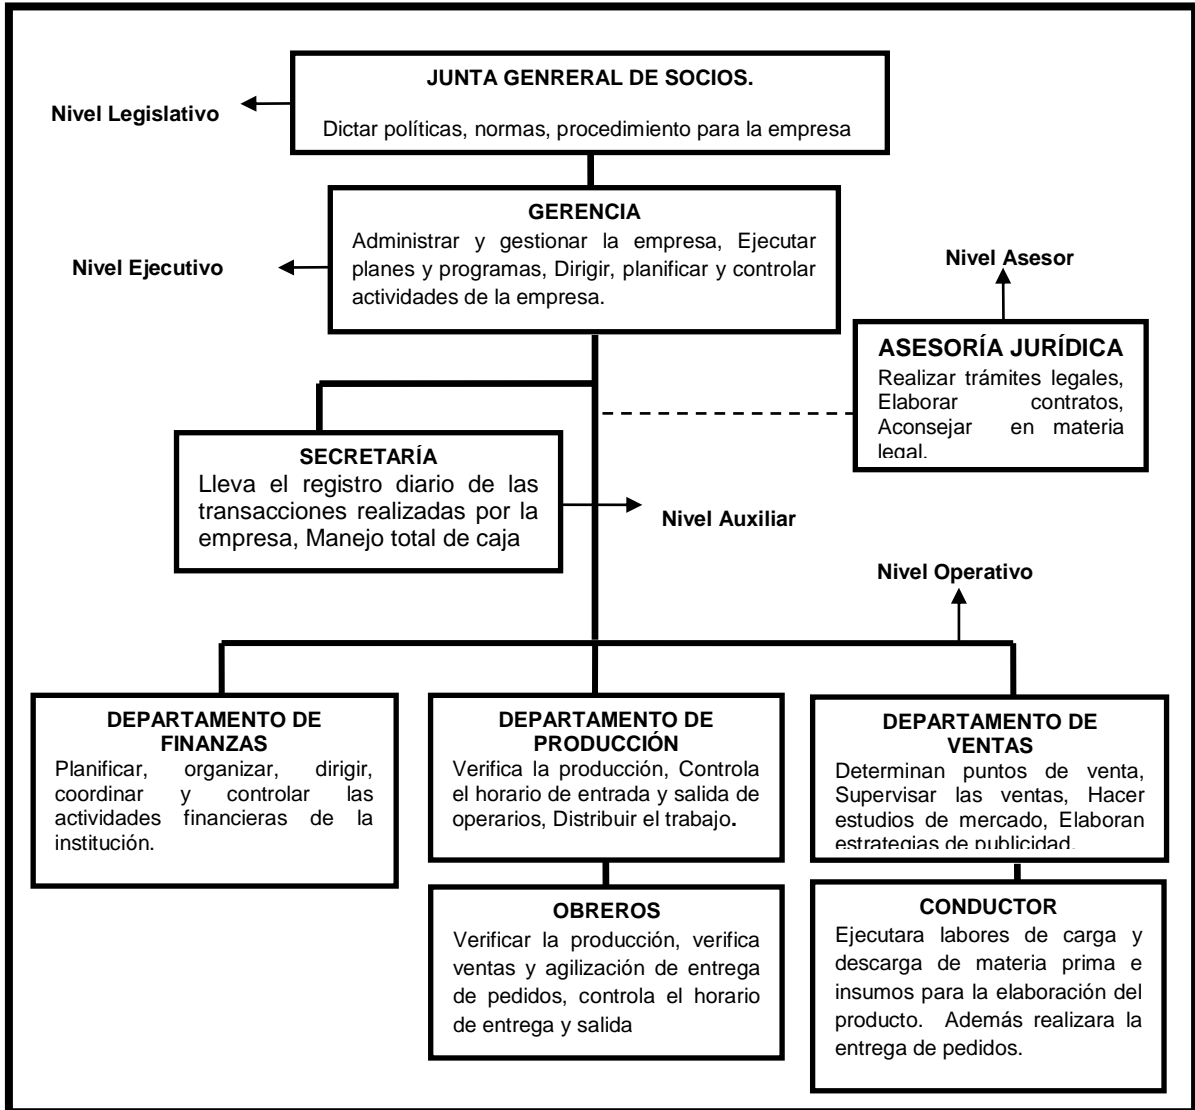 JUNTA GENRERAL DE SOCIOS.
Dictar políticas, normas, procedimiento para la empresa
Nivel Legislativo
GERENCIA
Administrar y gestionar la empresa, Ejecutar
planes y programas, Dirigir, planificar y controlar
actividades de la empresa.
Nivel Ejecutivo
Nivel Asesor
ASESORÍA JURÍDICA
Realizar trámites legales,
Elaborar contratos,
Aconsejar en materia
legal.
SECRETARÍA
Lleva el registro diario de las
transacciones realizadas por la
empresa, Manejo total de caja
Nivel Auxiliar
Nivel Operativo
DEPARTAMENTO DE
FINANZAS
Planificar, organizar, dirigir,
coordinar y controlar las
actividades financieras de la
institución.
DEPARTAMENTO DE
PRODUCCIÓN
Verifica la producción, Controla
el horario de entrada y salida de
operarios, Distribuir el trabajo.
DEPARTAMENTO DE
VENTAS
Determinan puntos de venta,
Supervisar las ventas, Hacer
estudios de mercado, Elaboran
estrategias de publicidad.
OBREROS
Verificar la producción, verifica
ventas y agilización de entrega
de pedidos, controla el horario
de entrega y salida
CONDUCTOR
Ejecutara labores de carga y
descarga de materia prima e
insumos para la elaboración del
producto. Además realizara la
entrega de pedidos.